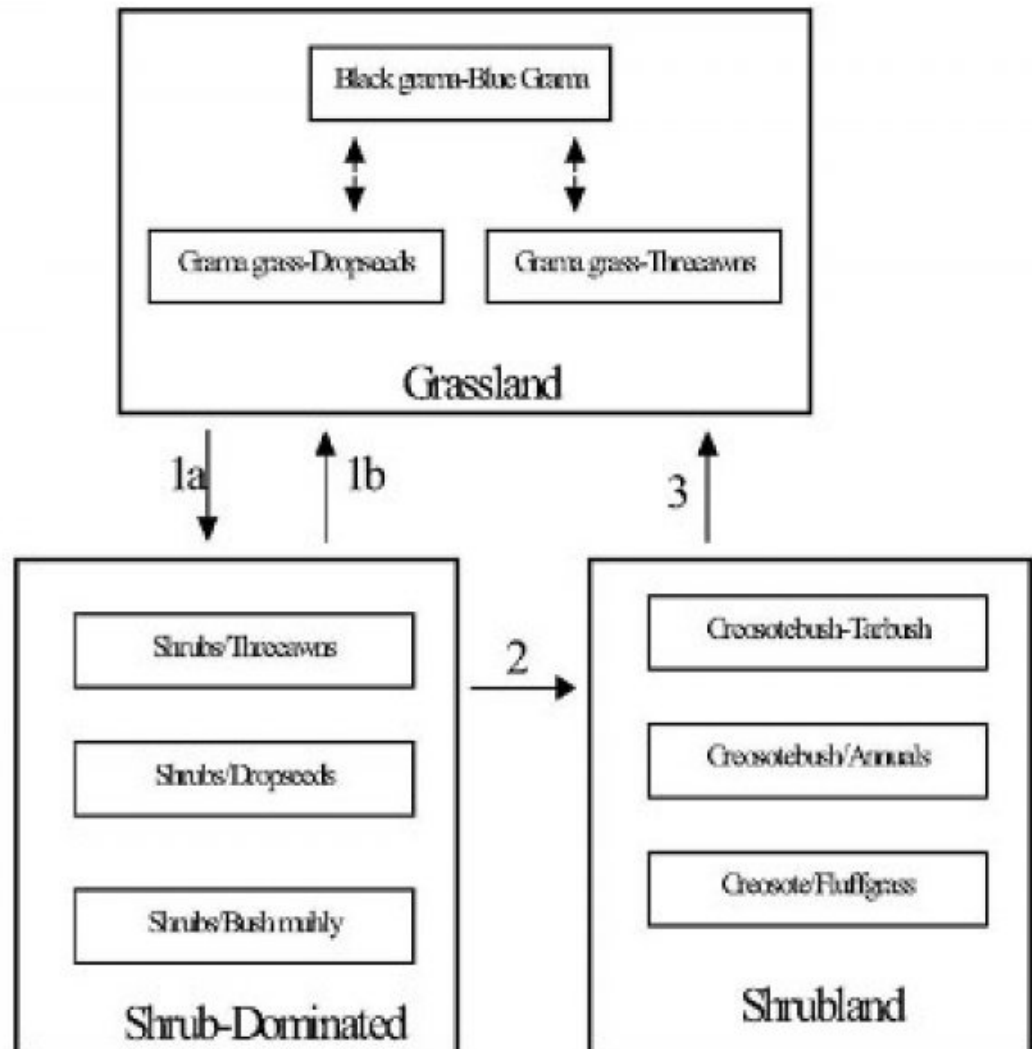 Black grama-Blue Grama
Grama grass-Dropseeds
Grama grass-Threeawns
Grassland
1a
1b
3
Shrubs/Threeawns
Shrubs/Dropseeds
Shrubs/Bush muhly
Shrub-Dominated
2
Creosotebush-Tarbush
Creosotebush/Annuals
Creosote/Fluffgrass
Shrubland